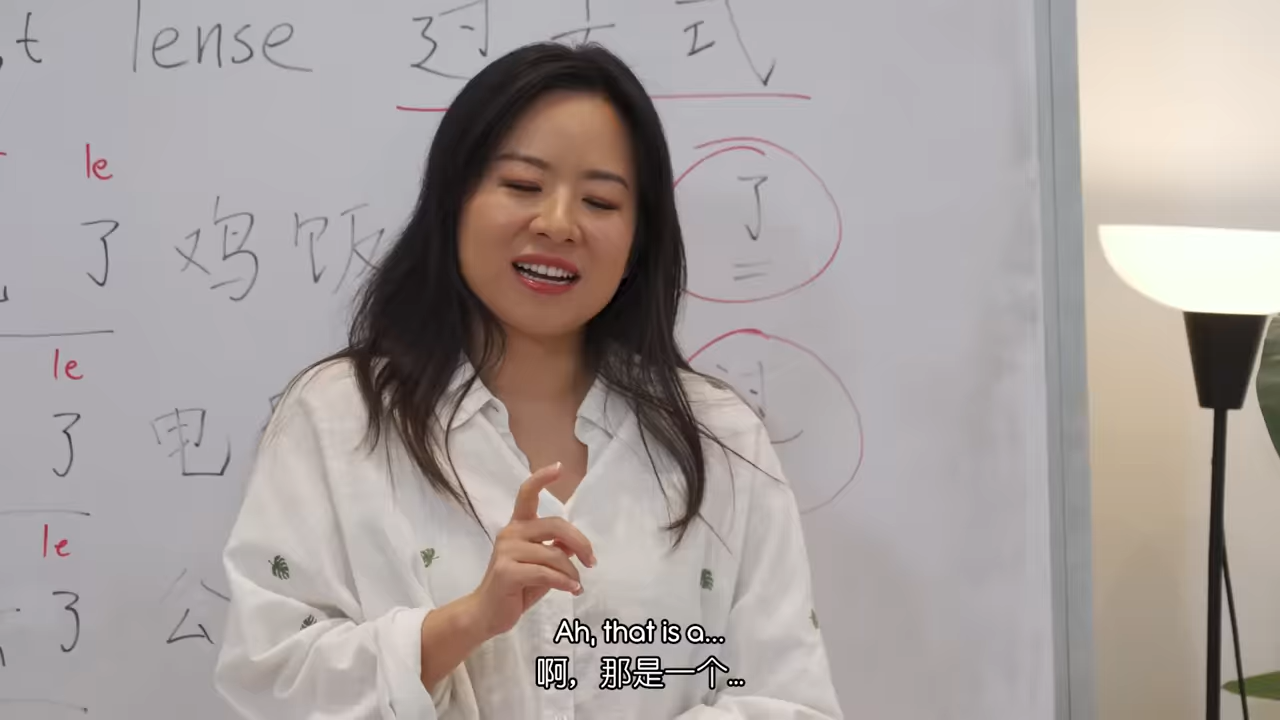 t lense 过去式
le
了 鸡饭 了
le
过
了 电
le
了 公
Ah, that is a...
啊，那是一个...